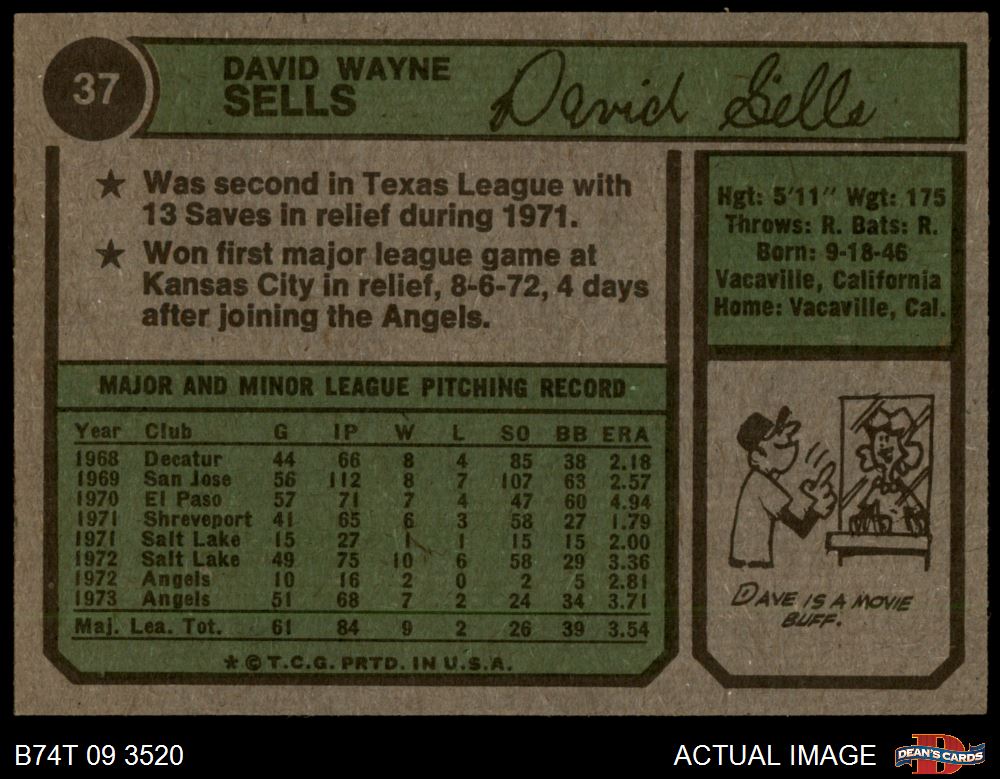 37
DAVID WAYNE
SELLS
David Sells
★ Was second in Texas League with
13 Saves in relief during 1971.
★ Won first major league game at
Kansas City in relief, 8-6-72, 4 days
after joining the Angels.
Hgt: 5'11" Wgt: 175
Throws: R. Bats: R.
Born: 9-18-46
Vacaville, California
Home: Vacaville, Cal.
MAJOR AND MINOR LEAGUE PITCHING RECORD
Year Club G IP W L SO BB ERA
1968 Decatur 44 66 8 4 85 38 2.18
1969 San Jose 56 112 8 7 107 63 2.57
1970 El Paso 57 71 7 4 47 60 4.94
1971 Shreveport 41 65 6 3 58 27 1.79
1971 Salt Lake 15 27 1 1 15 15 2.00
1972 Salt Lake 49 75 10 6 58 29 3.36
1972 Angels 10 16 2 0 2 5 2.81
1973 Angels 51 68 7 2 24 34 3.71
Maj. Lea. Tot. 61 84 9 2 26 39 3.54
★ © T.C.G. PRTD. IN U.S.A.
DAVE IS A MOVIE
BUFF.
B74T 09 3520
ACTUAL IMAGE
DEAN'S CARDS